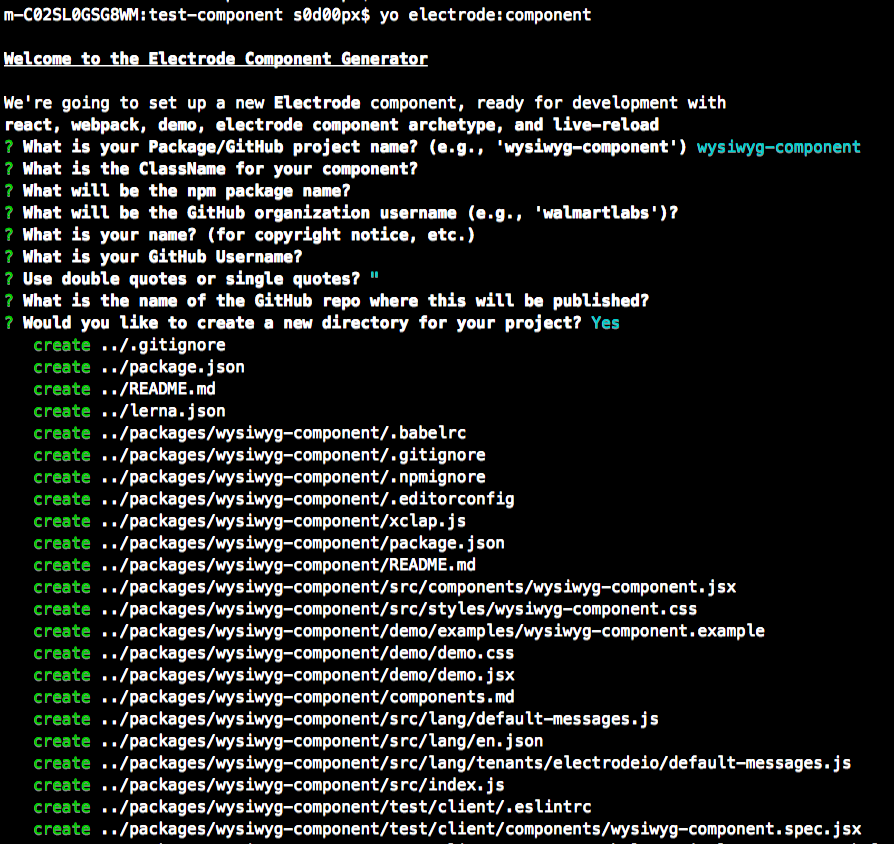 m-C02SL0GSG8WM:test-component s0d00px$ yo electrode:component
Welcome to the Electrode Component Generator
We're going to set up a new Electrode component, ready for development with
react, webpack, demo, electrode component archetype, and live-reload
? What is your Package/GitHub project name? (e.g., 'wysiwyg-component') wysiwyg-component
? What is the ClassName for your component?
? What will be the npm package name?
? What will be the GitHub organization username (e.g., 'walmartlabs')?
? What is your name? (for copyright notice, etc.)
? What is your GitHub Username?
? Use double quotes or single quotes? "
? What is the name of the GitHub repo where this will be published?
? Would you like to create a new directory for your project? Yes
create ../.gitignore
create ../package.json
create ../README.md
create ../lerna.json
create ../packages/wysiwyg-component/.babelrc
create ../packages/wysiwyg-component/.gitignore
create ../packages/wysiwyg-component/.npmignore
create ../packages/wysiwyg-component/.editorconfig
create ../packages/wysiwyg-component/xclap.js
create ../packages/wysiwyg-component/package.json
create ../packages/wysiwyg-component/README.md
create ../packages/wysiwyg-component/src/components/wysiwyg-component.jsx
create ../packages/wysiwyg-component/src/styles/wysiwyg-component.css
create ../packages/wysiwyg-component/demo/examples/wysiwyg-component.example
create ../packages/wysiwyg-component/demo/demo.css
create ../packages/wysiwyg-component/demo/demo.jsx
create ../packages/wysiwyg-component/components.md
create ../packages/wysiwyg-component/src/lang/default-messages.js
create ../packages/wysiwyg-component/src/lang/en.json
create ../packages/wysiwyg-component/src/lang/tenants/electrodeio/default-messages.js
create ../packages/wysiwyg-component/src/index.js
create ../packages/wysiwyg-component/test/client/.eslintrc
create ../packages/wysiwyg-component/test/client/components/wysiwyg-component.spec.jsx